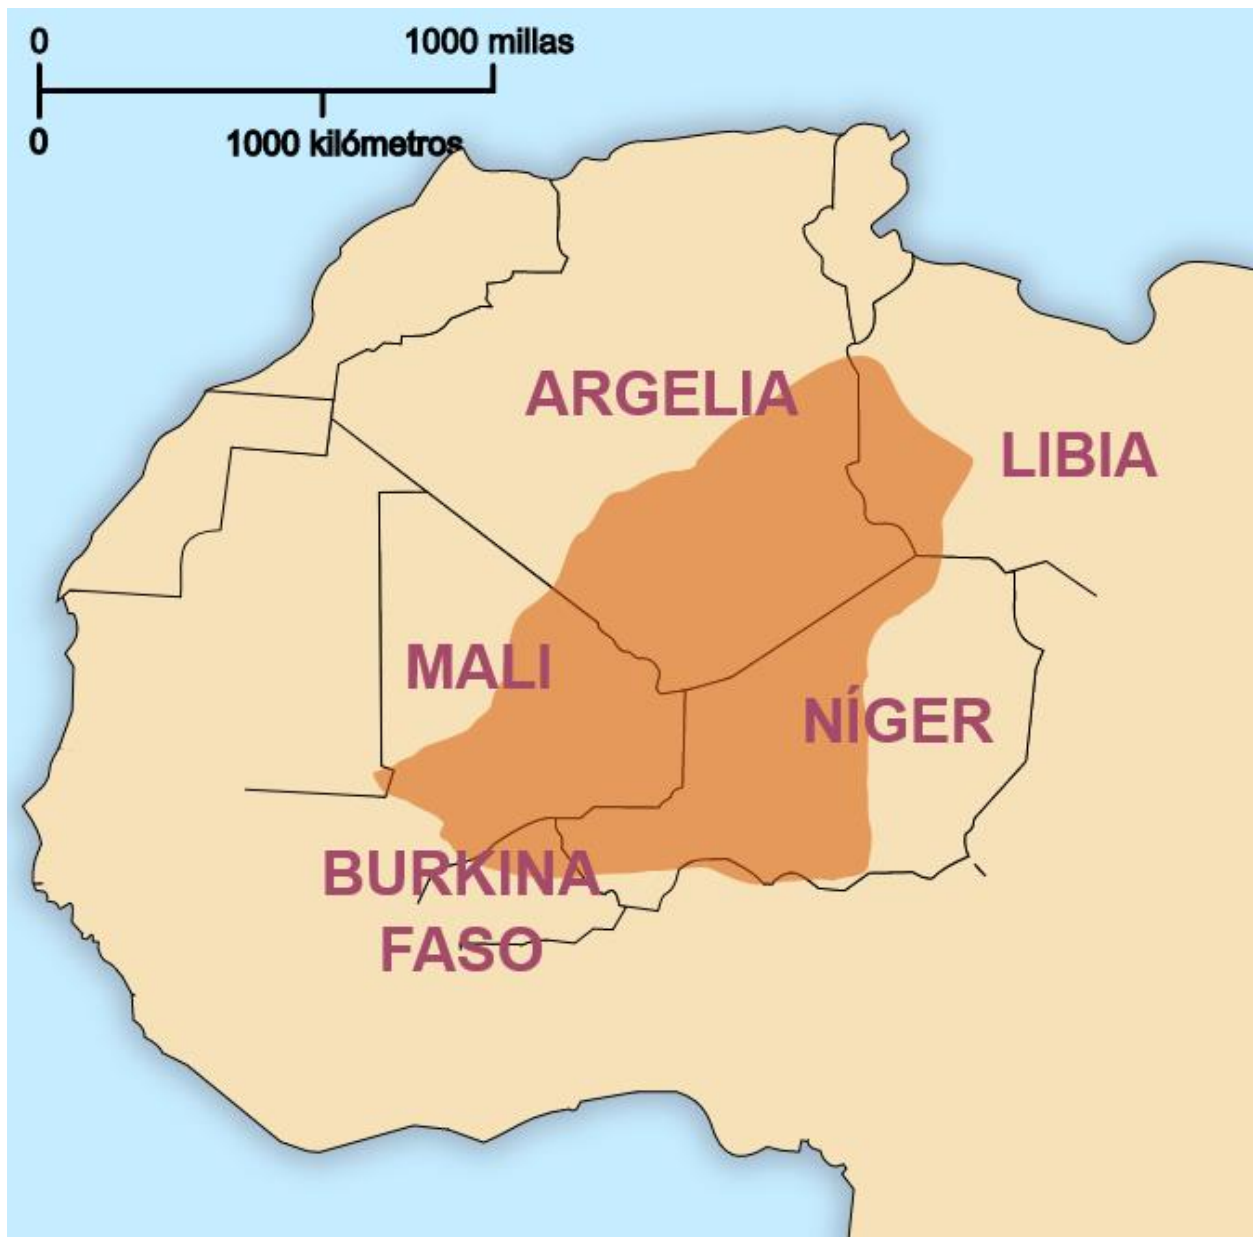 0 1000 millas
0 1000 kilómetros
ARGELIA
LIBIA
MALI
NÍGER
BURKINA
FASO